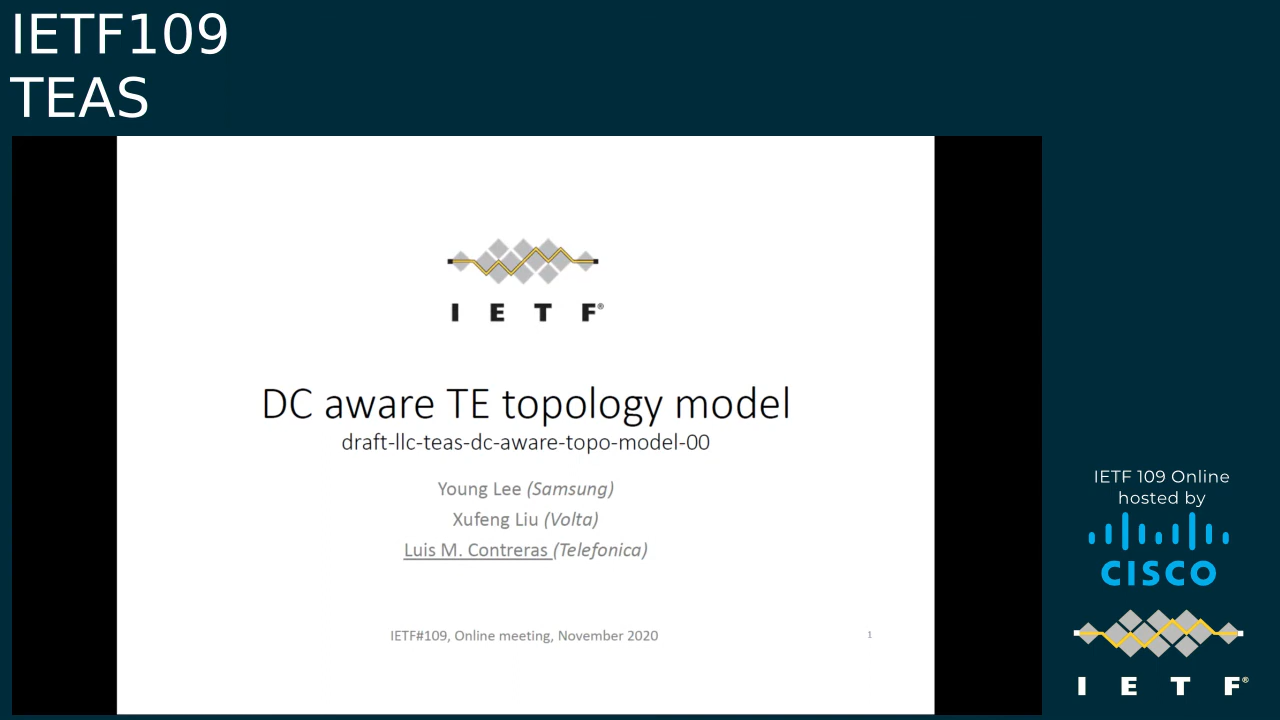 IETF109
TEAS
I E T F®
DC aware TE topology model
draft-llc-teas-dc-aware-topo-model-00
Young Lee (Samsung)
Xufeng Liu (Volta)
Luis M. Contreras (Telefonica)
IETF#109, Online meeting, November 2020
1
IETF 109 Online
hosted by
CISCO
I E T F®